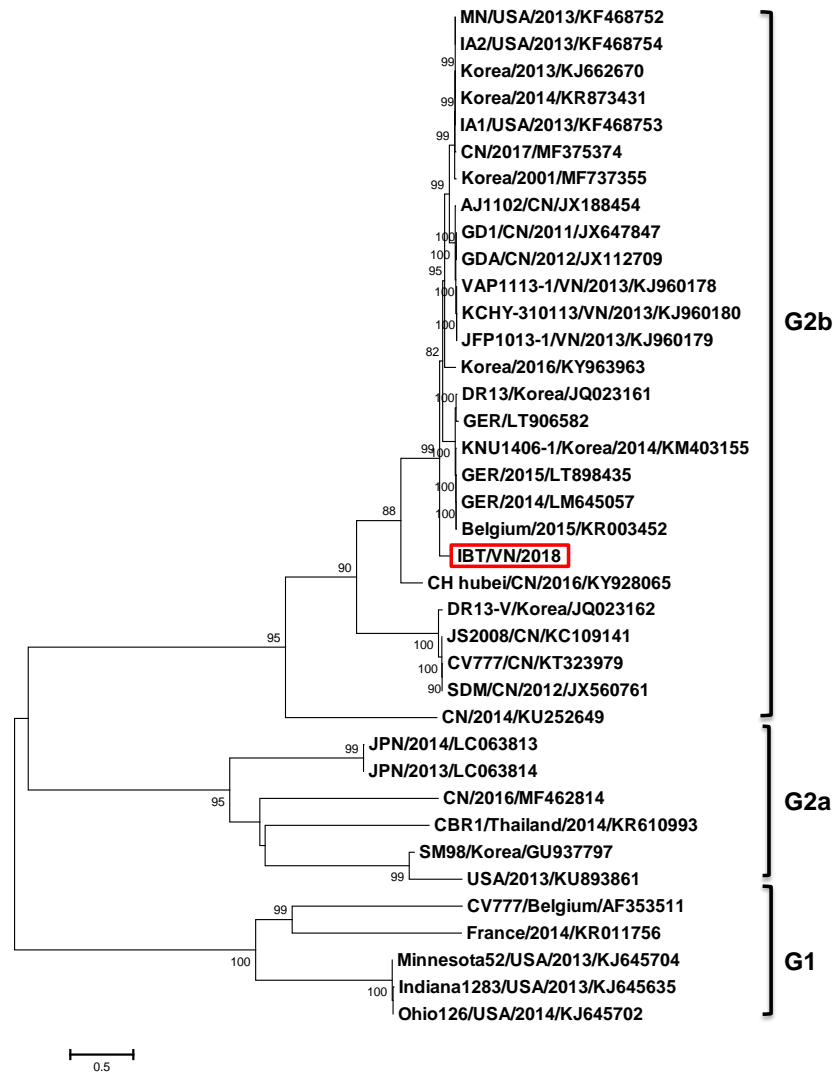 MN/USA/2013/KF468752
IA2/USA/2013/KF468754
99
Korea/2013/KJ662670
Korea/2014/KR873431
99
IA1/USA/2013/KF468753
99
CN/2017/MF375374
Korea/2001/MF737355
99
AJ1102/CN/JX188454
GD1/CN/2011/JX647847
100
GDA/CN/2012/JX112709
100
95
VAP1113-1/VN/2013/KJ960178
100
KCHY-310113/VN/2013/KJ960180
100
G2b
JFP1013-1/VN/2013/KJ960179
82
Korea/2016/KY963963
DR13/Korea/JQ023161
100
GER/LT906582
KNU1406-1/Korea/2014/KM403155
99
100
GER/2015/LT898435
100
GER/2014/LM645057
100
Belgium/2015/KR003452
88
IBT/VN/2018
90
CH hubei/CN/2016/KY928065
DR13-V/Korea/JQ023162
95
JS2008/CN/KC109141
100
CV777/CN/KT323979
100
SDM/CN/2012/JX560761
90
CN/2014/KU252649
JPN/2014/LC063813
99
JPN/2013/LC063814
95
CN/2016/MF462814
G2a
CBR1/Thailand/2014/KR610993
SM98/Korea/GU937797
99
USA/2013/KU893861
CV777/Belgium/AF353511
99
France/2014/KR011756
100
Minnesota52/USA/2013/KJ645704
G1
Indiana1283/USA/2013/KJ645635
100
Ohio126/USA/2014/KJ645702
0.5